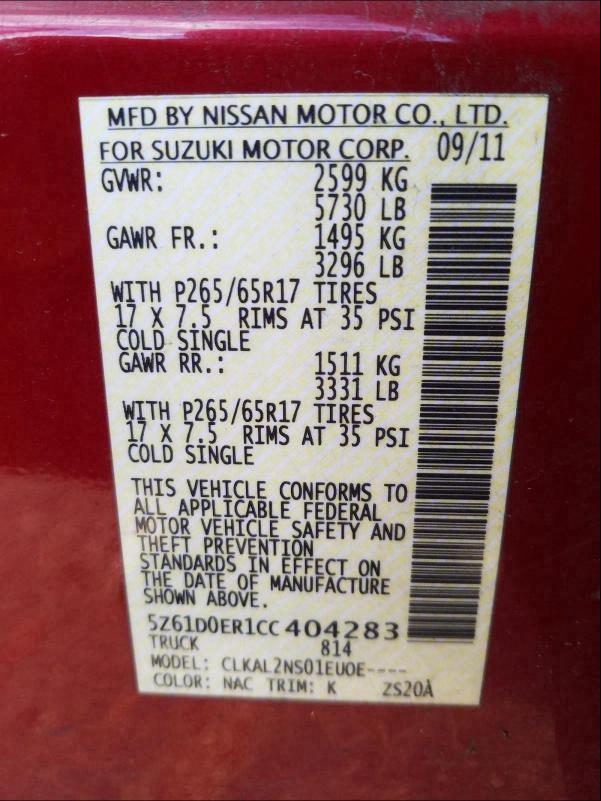 MFD BY NISSAN MOTOR CO., LTD.
FOR SUZUKI MOTOR CORP. 09/11
GVWR: 2599 KG
5730 LB
GAWR FR.: 1495 KG
3296 LB
WITH P265/65R17 TIRES
17 X 7.5 RIMS AT 35 PSI
COLD SINGLE
GAWR RR.: 1511 KG
3331 LB
WITH P265/65R17 TIRES
17 X 7.5 RIMS AT 35 PSI
COLD SINGLE
THIS VEHICLE CONFORMS TO
ALL APPLICABLE FEDERAL
MOTOR VEHICLE SAFETY AND
THEFT PREVENTION
STANDARDS IN EFFECT ON
THE DATE OF MANUFACTURE
SHOWN ABOVE.
5Z61D0ER1CC404283
TRUCK 814
MODEL: CLKAL2NS01EUOE----
COLOR: NAC TRIM: K ZS20À